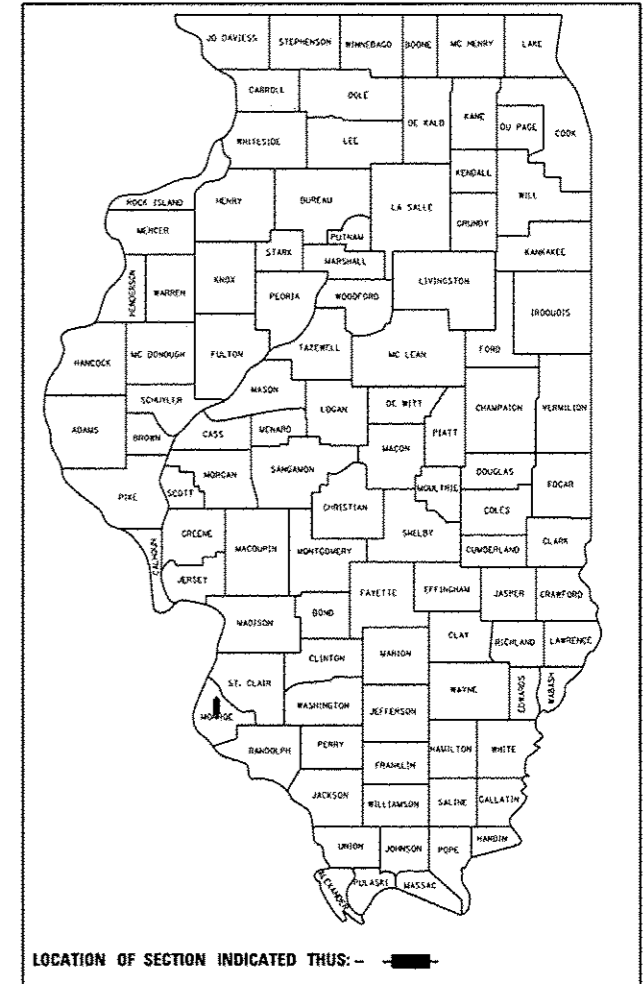 JO DAVIESS STEPHENSON WINNEBAGO BOONE MC HENRY LAKE
CARROLL OGLE DE KALB KANE DU PAGE COOK
WHITESIDE LEE
KENDALL WILL
ROCK ISLAND HENRY BUREAU LA SALLE GRUNDY
MERCER PUTNAM
STARK MARSHALL KANKAKEE
HENDERSON WARREN KNOX PEORIA WOODFORD LIVINGSTON IROQUOIS
HANCOCK MC DONOUGH FULTON TAZEWELL MC LEAN FORD
SCHUYLER MASON
LOGAN DE WITT CHAMPAIGN VERMILION
ADAMS BROWN CASS MENARD PIATT
MACON
MORGAN SANGAMON DOUGLAS
PIKE SCOTT CHRISTIAN MOULTRIE EDGAR
COLES
GREENE SHELBY
CALHOUN MACOUPIN MONTGOMERY CUMBERLAND CLARK
JERSEY
FAYETTE EFFINGHAM JASPER CRAWFORD
MADISON BOND
CLAY
CLINTON MARION RICHLAND LAWRENCE
ST. CLAIR
WAYNE EDWARDS WABASH
MONROE WASHINGTON JEFFERSON
RANDOLPH PERRY HAMILTON WHITE
FRANKLIN
JACKSON WILLIAMSON SALINE GALLATIN
UNION JOHNSON POPE HARDIN
ALEXANDER PULASKI MASSAC
LOCATION OF SECTION INDICATED THUS: -